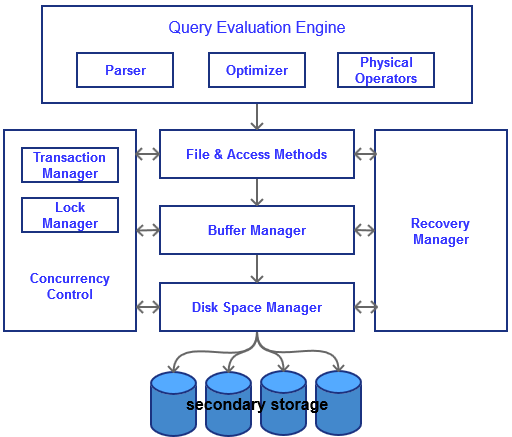 Query Evaluation Engine
Parser
Optimizer
Physical
Operators
Transaction
Manager
Lock
Manager
Concurrency
Control
File & Access Methods
Buffer Manager
Disk Space Manager
Recovery
Manager
secondary storage